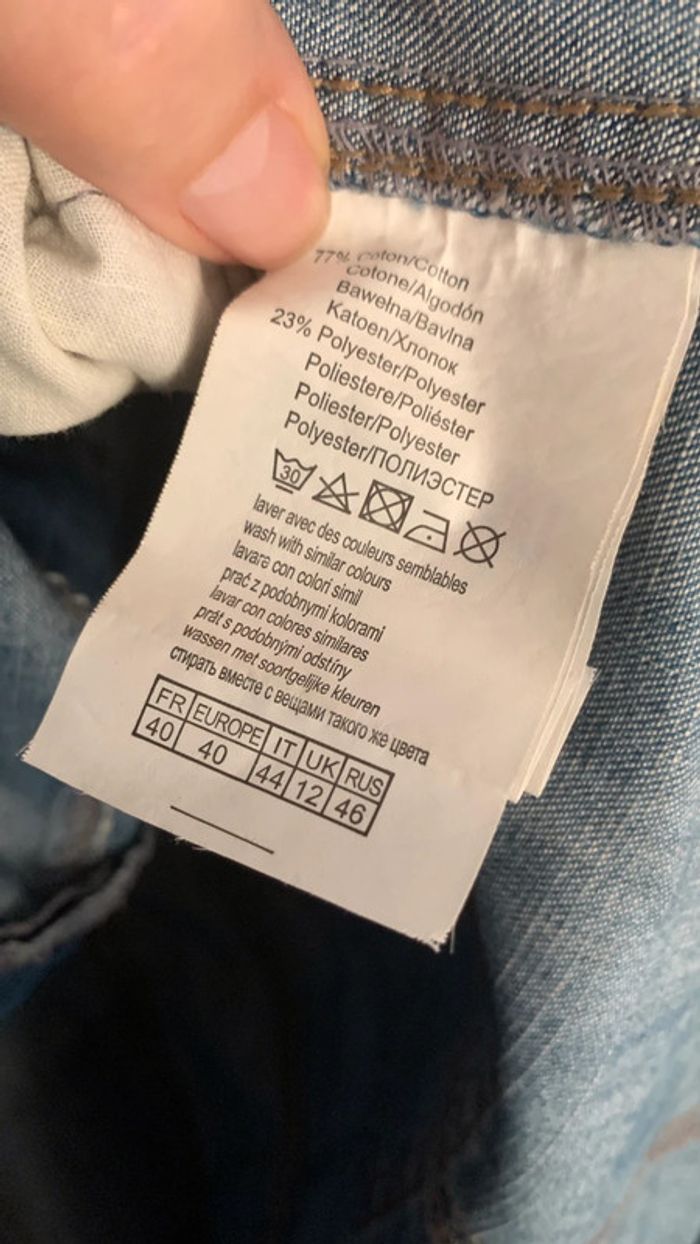 77% Coton/Cotton
Cotone/Algodón
Bawełna/Bavlna
Katoen/Хлопок
23% Polyester/Polyester
Poliestere/Poliéster
Poliester/Polyester
Polyester/ПОЛИЭСТЕР
30
laver avec des couleurs semblables
wash with similar colours
lavare con colori simil
prać z podobnymi kolorami
lavar con colores similares
prát s podobnými odstíny
wassen met soortgelijke kleuren
стирать вместе с вещами такого же цвета
FR EUROPE IT UK RUS
40 40 44 12 46